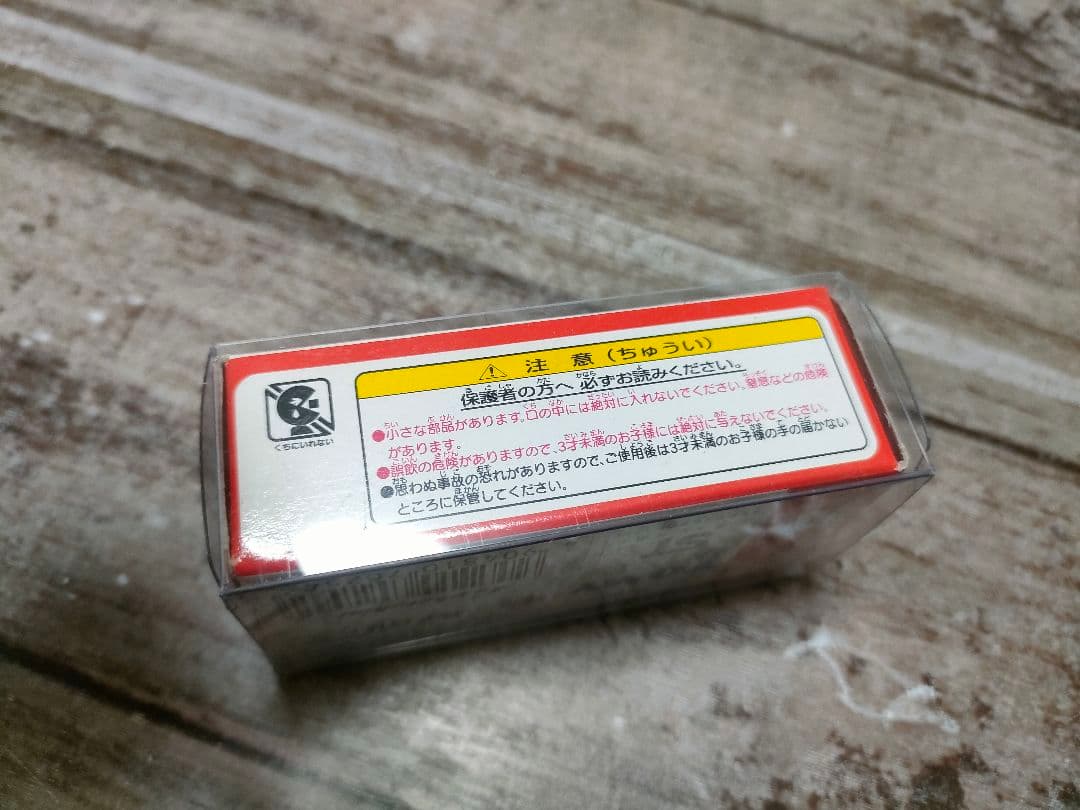 くちにいれない
注 意 (ちゅうい)
保護者の方へ 必ずお読みください。
●小さな部品があります。口の中には絶対に入れないでください。窒息などの危険
があります。
●誤飲の危険がありますので、3才未満のお子様には絶対に与えないでください。
●思わぬ事故の恐れがありますので、ご使用後は3才未満のお子様の手の届かない
ところに保管してください。